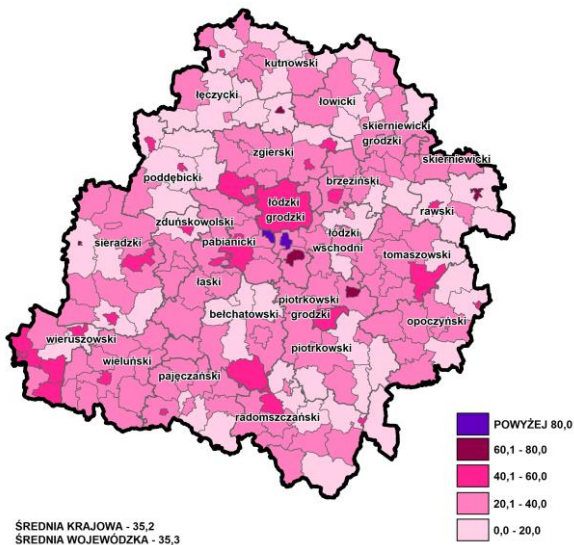 kutnowski
łęczycki
łowicki
skierniewicki
grodzki
skierniewicki
zgierski
brzeziński
poddębicki
rawski
łódzki
grodzki
zduńskowolski
łódzki
wschodni
sieradzki
pabianicki
tomaszowski
łaski
piotrkowski
grodzki
bełchatowski
opoczyński
wieruszowski
piotrkowski
wieluński
pajęczański
radomszczański
POWYŻEJ 80,0
60,1 - 80,0
40,1 - 60,0
20,1 - 40,0
0,0 - 20,0
ŚREDNIA KRAJOWA - 35,2
ŚREDNIA WOJEWÓDZKA - 35,3